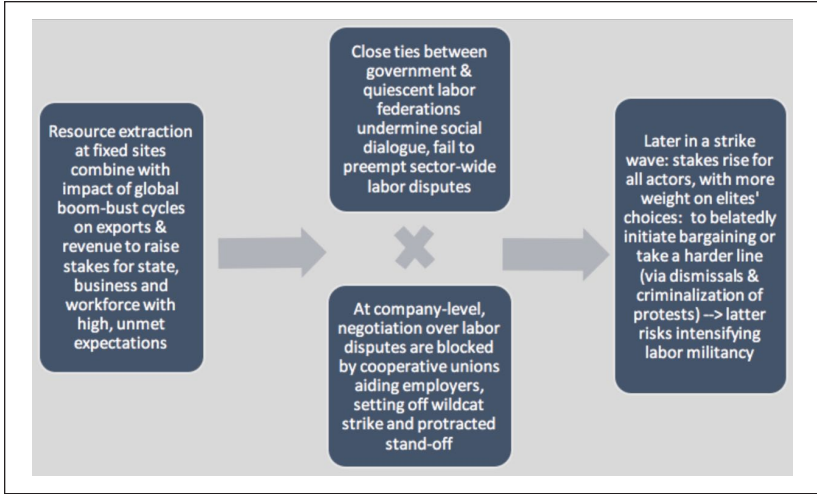 Resource extraction
at fixed sites
combine with
impact of global
boom-bust cycles
on exports &
revenue to raise
stakes for state,
business and
workforce with
high, unmet
expectations
Close ties between
government &
quiescent labor
federations
undermine social
dialogue, fail to
preempt sector-wide
labor disputes
At company-level,
negotiation over labor
disputes are blocked
by cooperative unions
aiding employers,
setting off wildcat
strike and protracted
stand-off
Later in a strike
wave: stakes rise for
all actors, with more
weight on elites'
choices: to belatedly
initiate bargaining or
take a harder line
(via dismissals &
criminalization of
protests) --> latter
risks intensifying
labor militancy